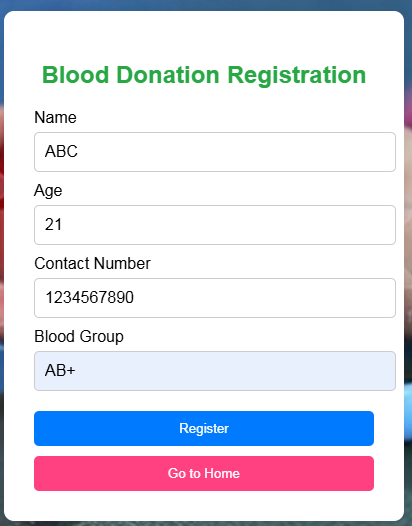 Blood Donation Registration
Name
ABC
Age
21
Contact Number
1234567890
Blood Group
AB+
Register
Go to Home